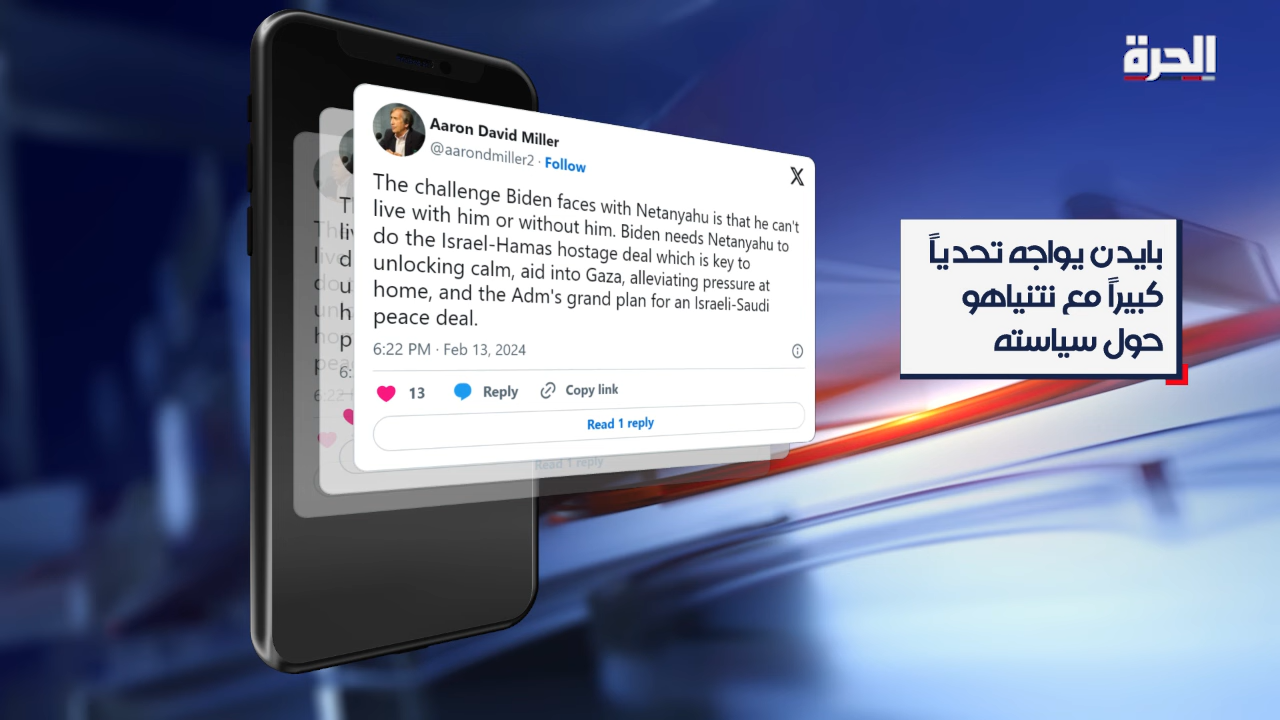 الحرة
Aaron David Miller
@aarondmiller2 · Follow
The challenge Biden faces with Netanyahu is that he can't
live with him or without him. Biden needs Netanyahu to
do the Israel-Hamas hostage deal which is key to
unlocking calm, aid into Gaza, alleviating pressure at
home, and the Adm's grand plan for an Israeli-Saudi
peace deal.
6:22 PM · Feb 13, 2024
13 Reply Copy link
Read 1 reply
Read 1 reply
بايدن يواجه تحدياً
كبيراً مع نتنياهو
حول سياسته